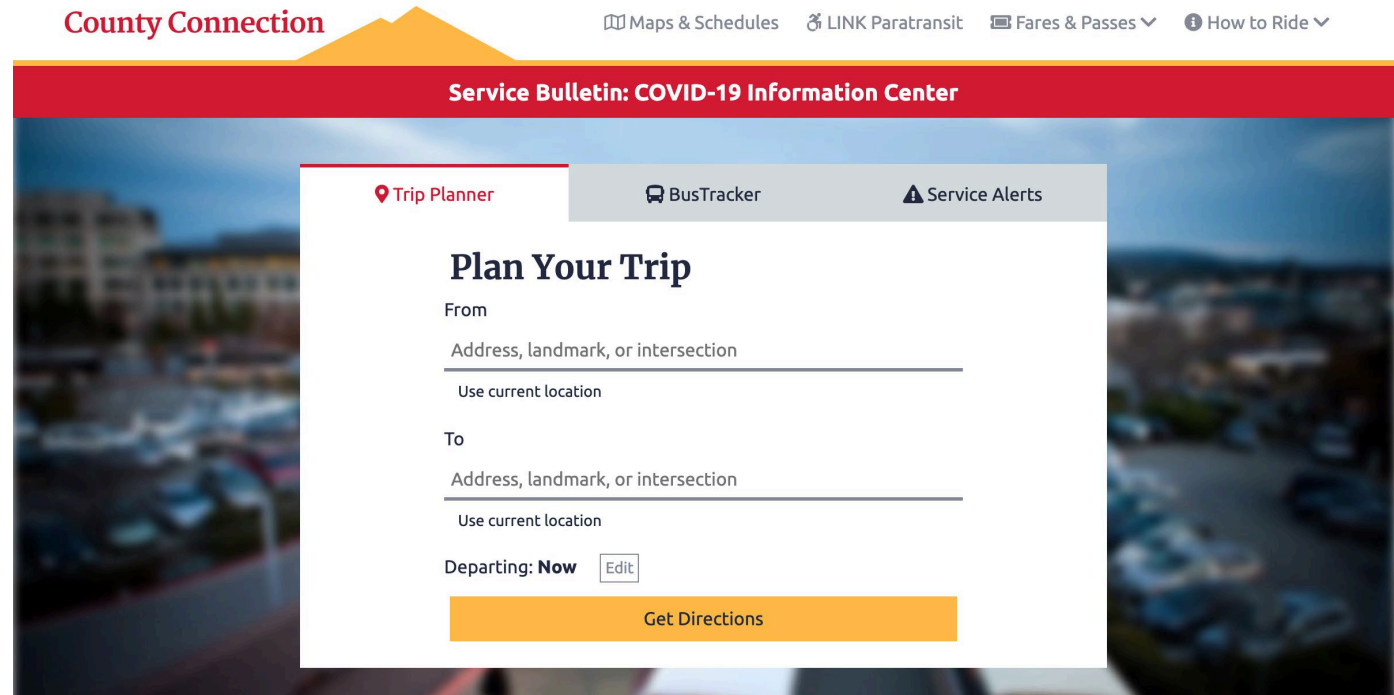 County Connection
Maps & Schedules LINK Paratransit Fares & Passes How to Ride
Service Bulletin: COVID-19 Information Center
Trip Planner BusTracker Service Alerts
Plan Your Trip
From
Address, landmark, or intersection
Use current location
To
Address, landmark, or intersection
Use current location
Departing: Now Edit
Get Directions